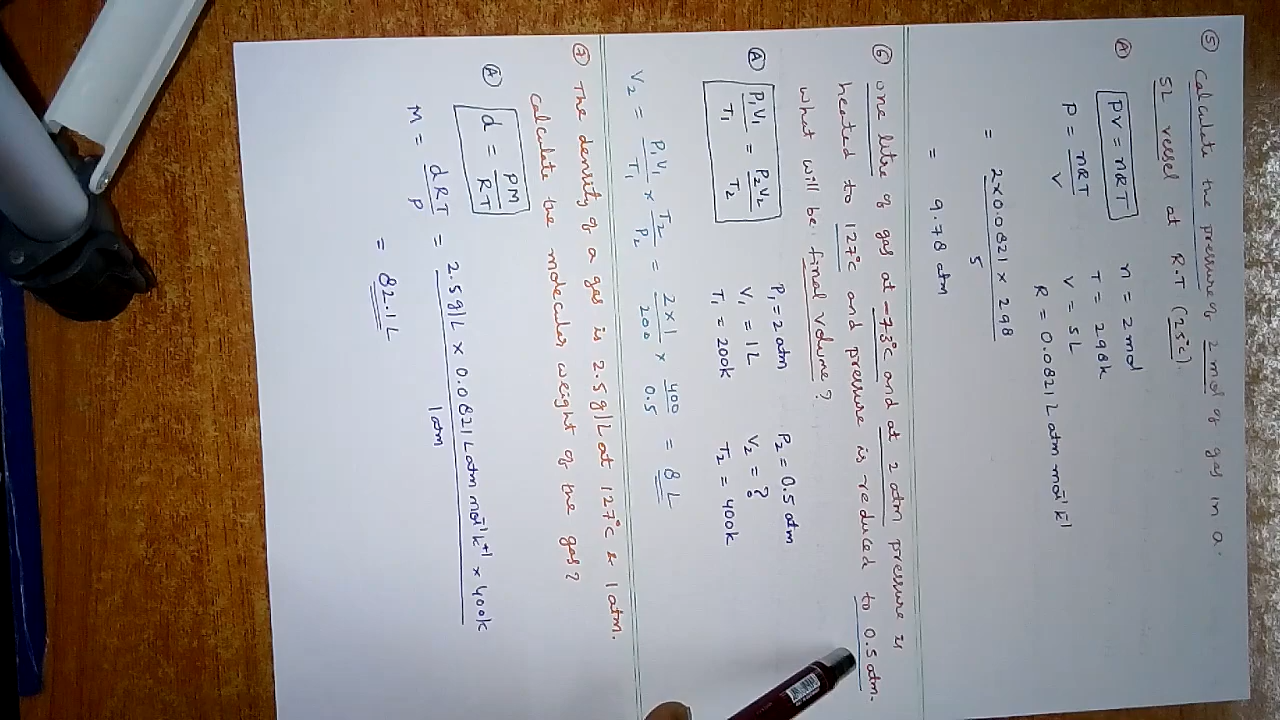 ⑤ Calculate the pressure of 2 mol of gas in a
5L vessel at R.T (25°C).
Ⓐ PV = nRT n = 2 mol
T = 298k
P = nRT/V V = 5L
R = 0.0821 L atm mol⁻¹ k⁻¹
= 2 × 0.0821 × 298 / 5
= 9.78 atm
⑥ one litre of gas at -73°C and at 2 atm pressure is
heated to 127°C and pressure is reduced to 0.5 atm.
what will be final volume?
Ⓐ P₁V₁/T₁ = P₂V₂/T₂ P₁ = 2 atm P₂ = 0.5 atm
V₁ = 1L V₂ = ?
T₁ = 200k T₂ = 400k
V₂ = P₁V₁/T₁ × T₂/P₂ = 2×1/200 × 400/0.5 = 8 L
⑦ The density of a gas is 2.5 g/L at 127°C & 1 atm.
calculate the molecular weight of the gas?
Ⓐ d = PM/RT
M = dRT/P = 2.5 g/L × 0.0821 L atm mol⁻¹ k⁺¹ × 400k / 1 atm
= 82.1 L